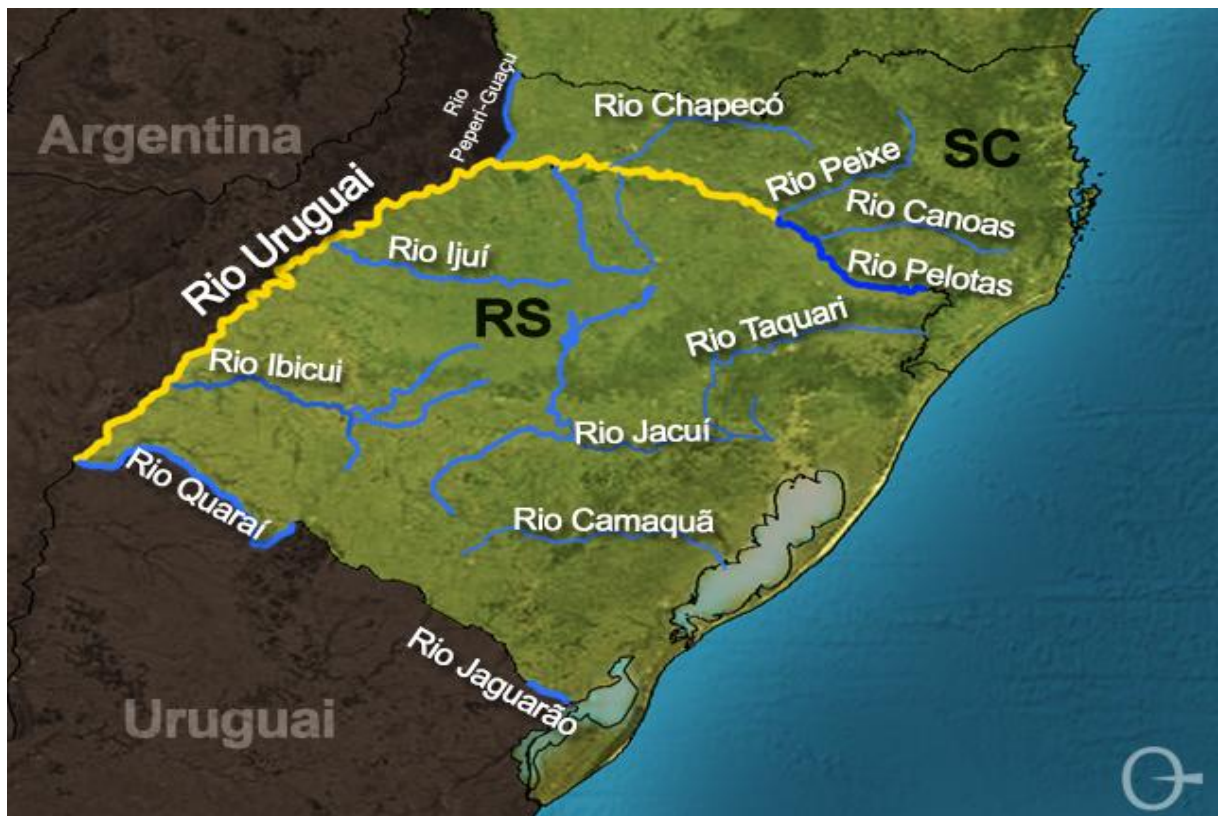 Argentina
Rio
Peperi-Guaçu
Rio Chapecó
SC
Rio Peixe
Rio Uruguai
Rio Canoas
Rio Ijuí
Rio Pelotas
RS
Rio Taquari
Rio Ibicui
Rio Jacuí
Rio Quaraí
Rio Camaquã
Rio Jaguarão
Uruguai